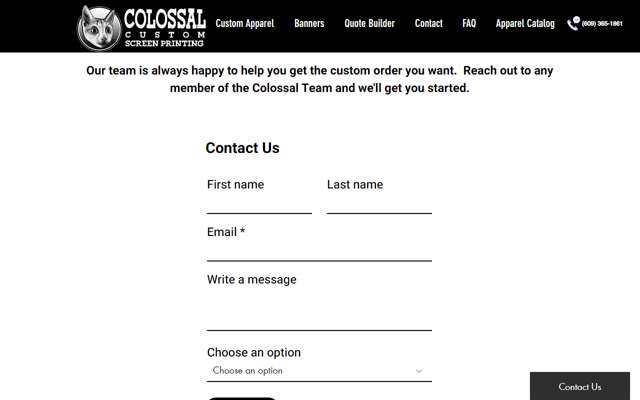 COLOSSAL
CUSTOM
SCREEN PRINTING
Custom Apparel Banners Quote Builder Contact FAQ Apparel Catalog (609) 365-1861
Our team is always happy to help you get the custom order you want. Reach out to any
member of the Colossal Team and we'll get you started.
Contact Us
First name Last name
Email *
Write a message
Choose an option
Choose an option
Contact Us